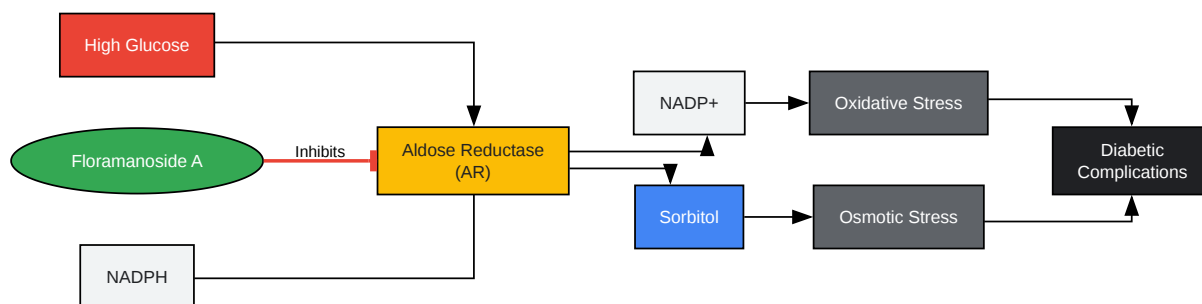 High Glucose
Floramanoside A
Inhibits
NADPH
Aldose Reductase
(AR)
NADP+
Sorbitol
Oxidative Stress
Osmotic Stress
Diabetic
Complications